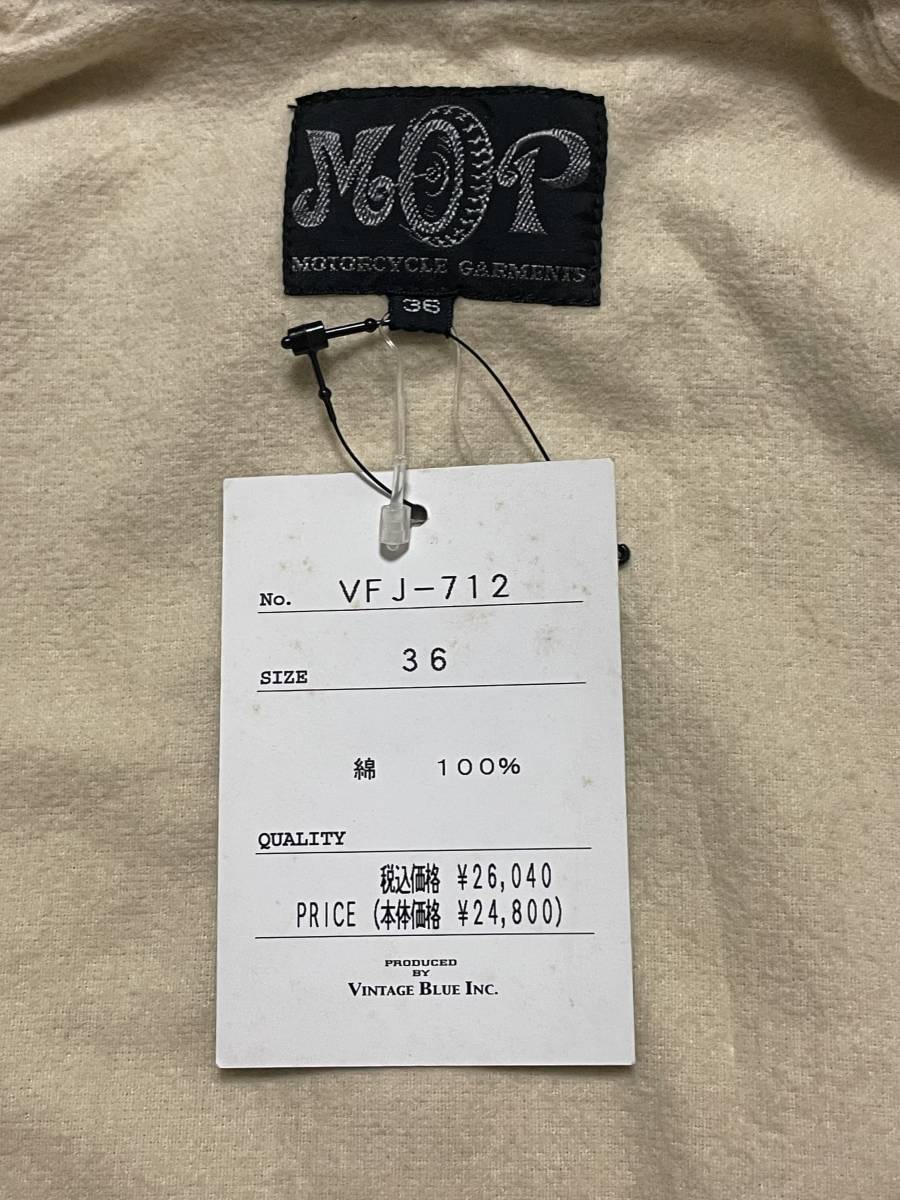 MOP
MOTORCYCLE GARMENTS
36
No. VFJ-712
SIZE 36
綿 100%
QUALITY
税込価格 ¥26,040
PRICE (本体価格 ¥24,800)
PRODUCED
BY
VINTAGE BLUE INC.